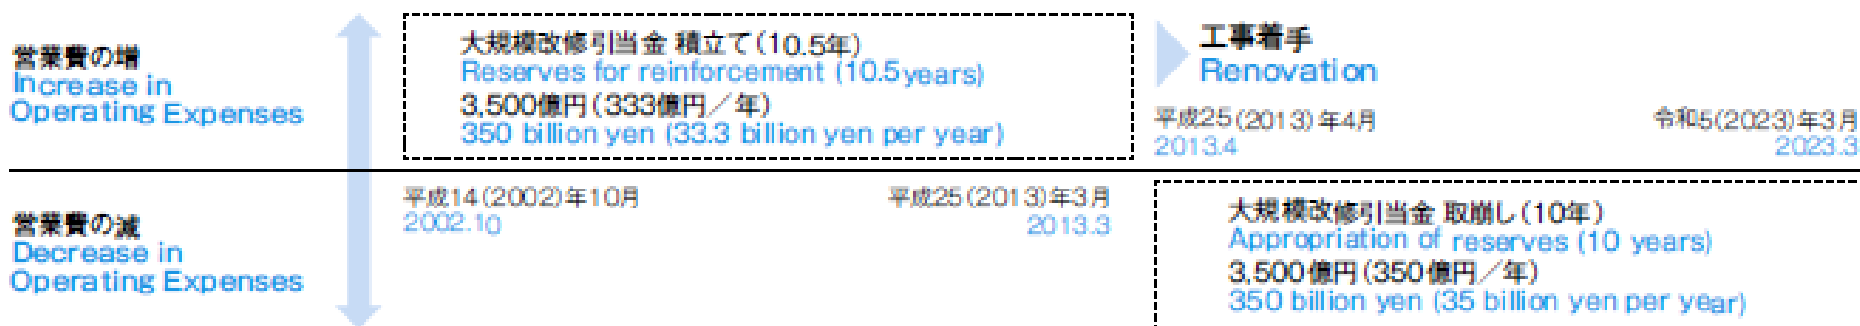 営業費の増
Increase in
Operating Expenses
大規模改修引当金 積立て(10.5年)
Reserves for reinforcement (10.5years)
3,500億円(333億円／年)
350 billion yen (33.3 billion yen per year)
工事着手
Renovation
平成25(2013)年4月
2013.4
令和5(2023)年3月
2023.3
平成14(2002)年10月
2002.10
平成25(2013)年3月
2013.3
営業費の減
Decrease in
Operating Expenses
大規模改修引当金 取崩し(10年)
Appropriation of reserves (10 years)
3,500億円(350億円／年)
350 billion yen (35 billion yen per year)